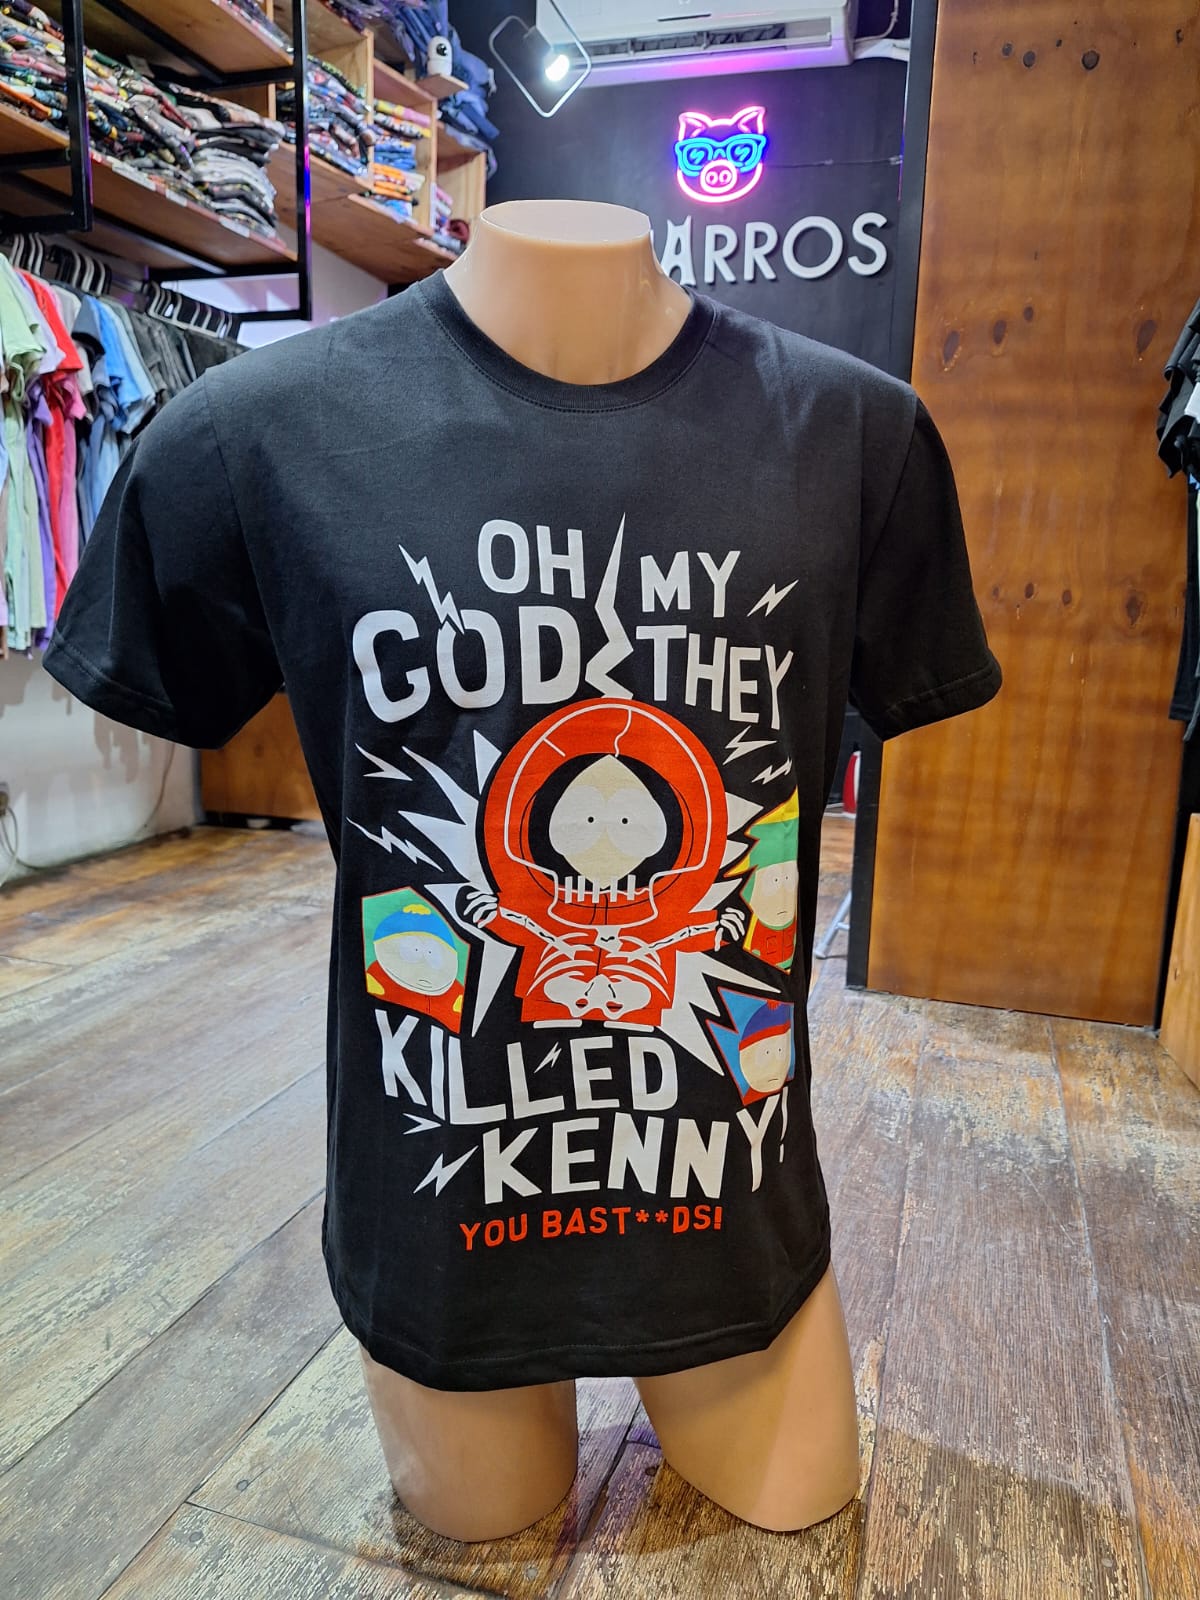 ARROS
OH MY
GOD THEY
KILLED
KENNY!
YOU BAST**DS!